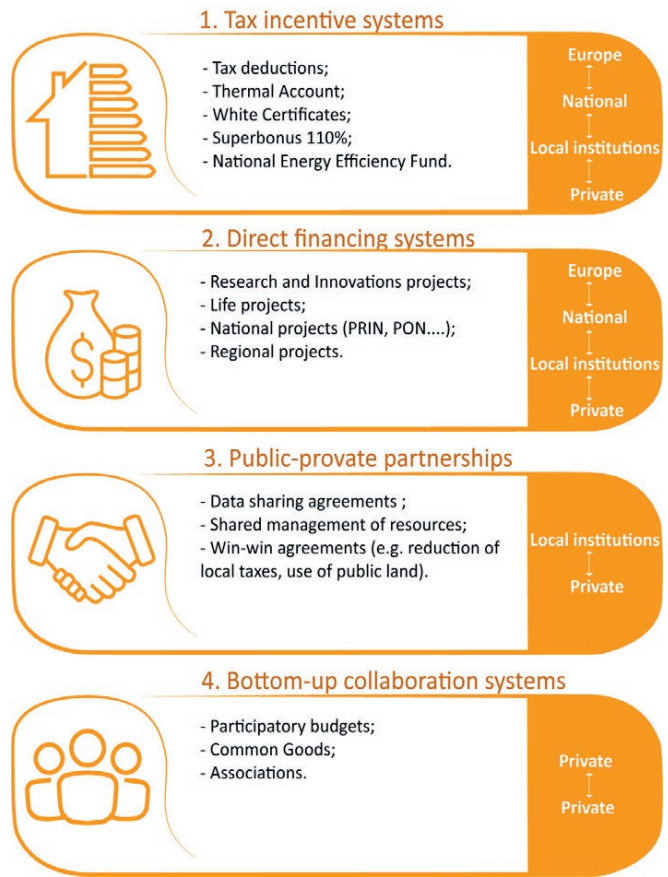 1. Tax incentive systems
- Tax deductions;
- Thermal Account;
- White Certificates;
- Superbonus 110%;
- National Energy Efficiency Fund.
Europe
National
Local institutions
Private
2. Direct financing systems
- Research and Innovations projects;
- Life projects;
- National projects (PRIN, PON....);
- Regional projects.
Europe
National
Local institutions
Private
$
3. Public-provate partnerships
- Data sharing agreements ;
- Shared management of resources;
- Win-win agreements (e.g. reduction of
local taxes, use of public land).
Local institutions
Private
4. Bottom-up collaboration systems
- Participatory budgets;
- Common Goods;
- Associations.
Private
Private